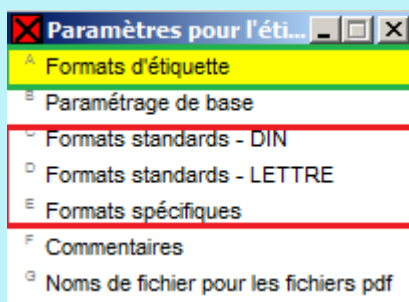 Paramètres pour l'éti...
A Formats d'étiquette
B Paramétrage de base
C Formats standards - DIN
D Formats standards - LETTRE
E Formats spécifiques
F Commentaires
G Noms de fichier pour les fichiers pdf